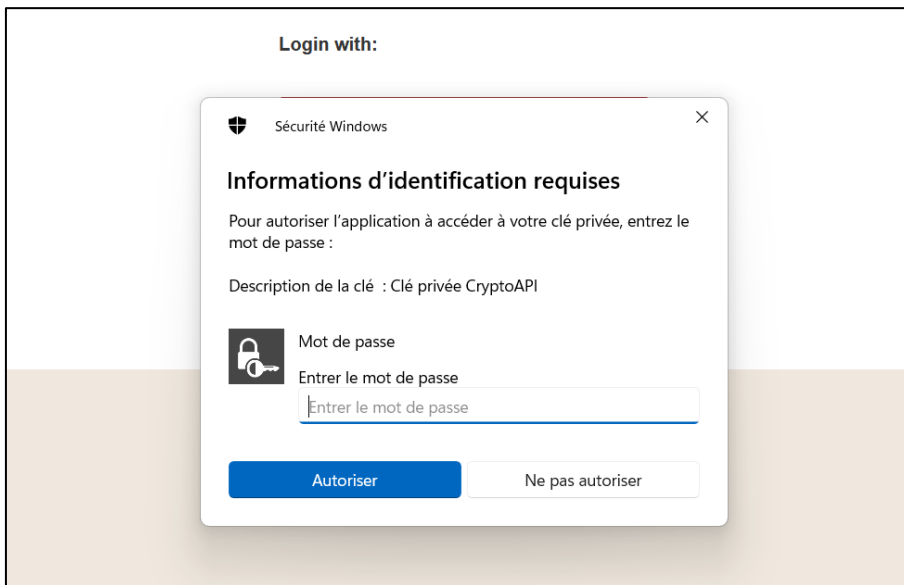 Login with:
Sécurité Windows
Informations d’identification requises
Pour autoriser l’application à accéder à votre clé privée, entrez le
mot de passe :
Description de la clé : Clé privée CryptoAPI
Mot de passe
Entrer le mot de passe
Entrer le mot de passe
Autoriser
Ne pas autoriser